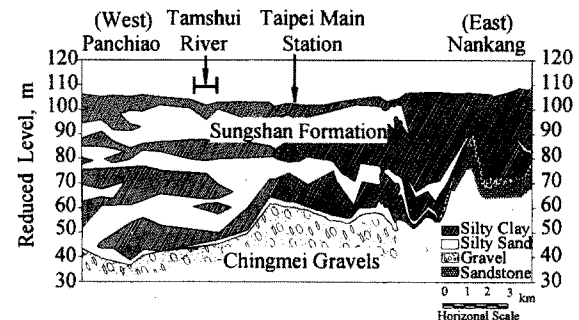 (West) Tamshui Taipei Main (East)
Panchiao River Station Nankang
120 120
110 110
100 100
90 Sungshan Formation 90
80 80
70 70
60 60
50 50
40 40
30 30
Reduced Level, m
Chingmei Gravels
Silty Clay
Silty Sand
Gravel
Sandstone
0 1 2 3 km
Horizonal Scale